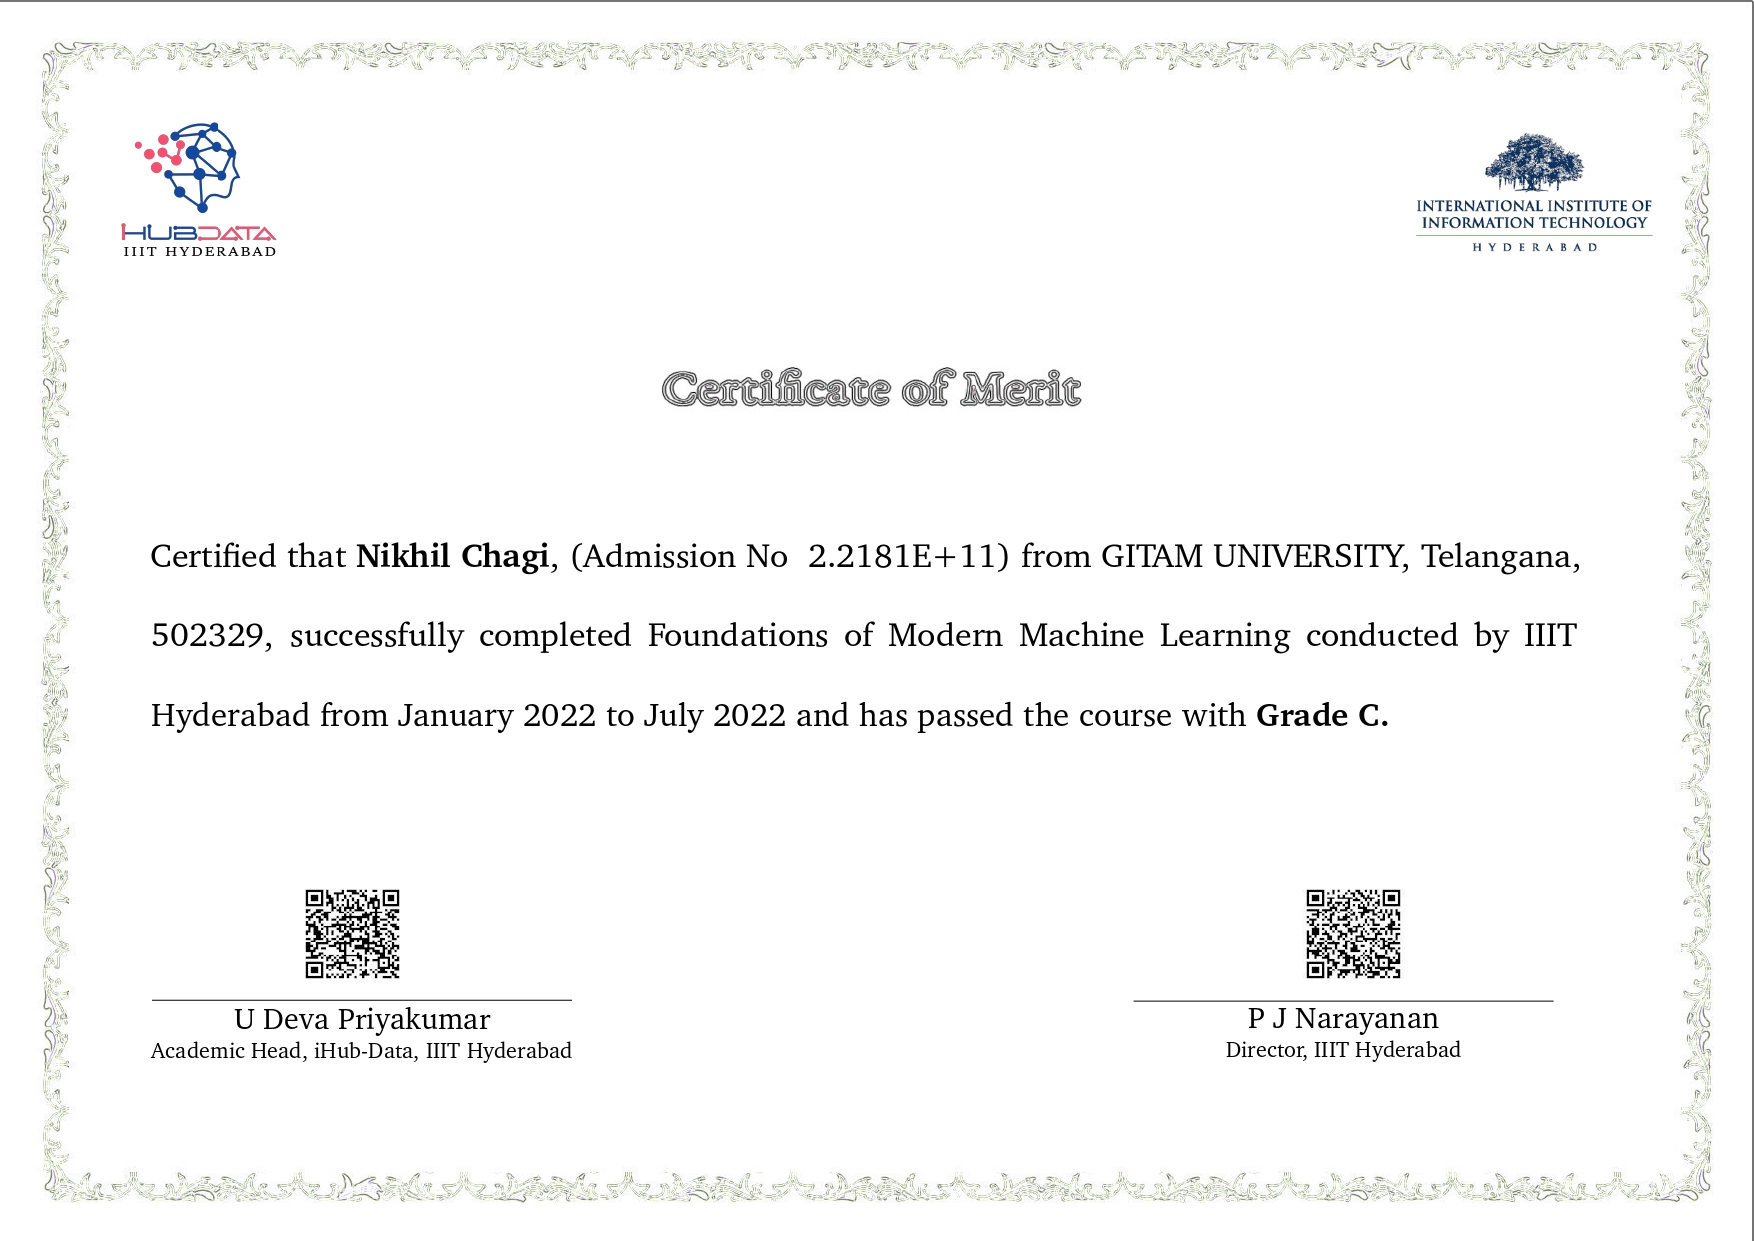 HUBDATA
IIIT HYDERABAD
INTERNATIONAL INSTITUTE OF
INFORMATION TECHNOLOGY
HYDERABAD
Certificate of Merit
Certified that Nikhil Chagi, (Admission No  2.2181E+11) from GITAM UNIVERSITY, Telangana,
502329, successfully completed Foundations of Modern Machine Learning conducted by IIIT
Hyderabad from January 2022 to July 2022 and has passed the course with Grade C.
U Deva Priyakumar
Academic Head, iHub-Data, IIIT Hyderabad
P J Narayanan
Director, IIIT Hyderabad